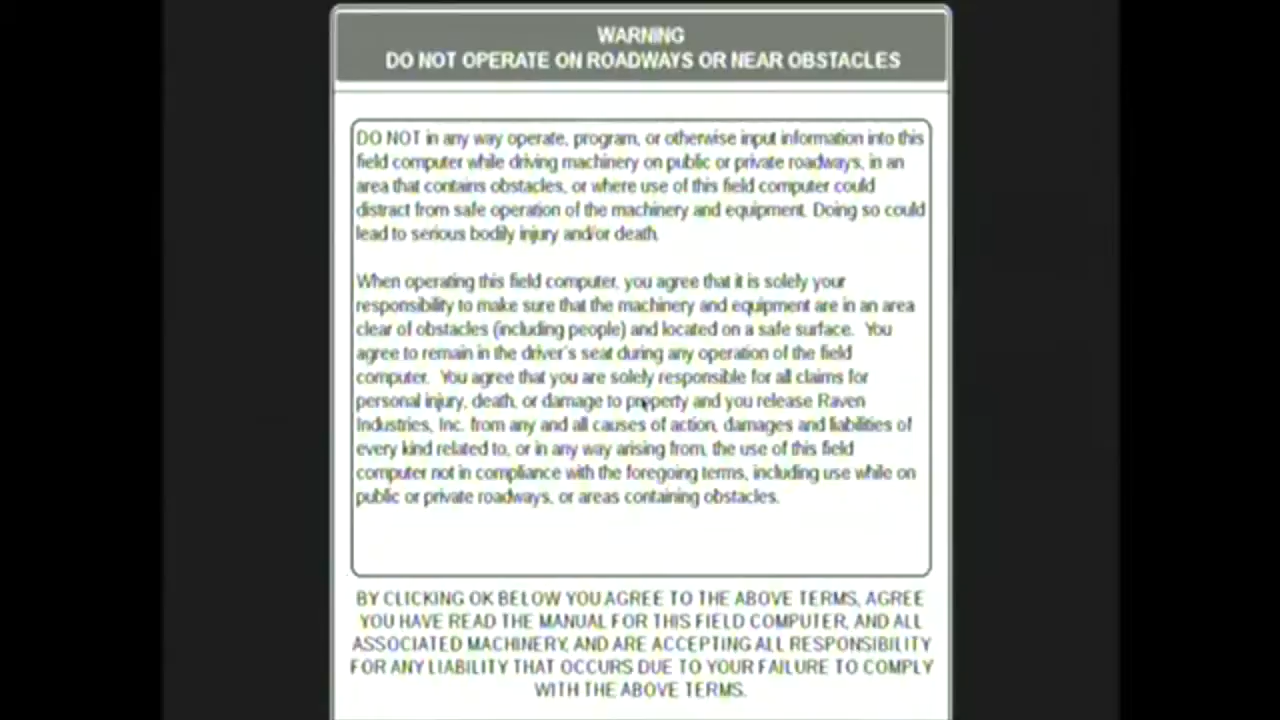 WARNING
DO NOT OPERATE ON ROADWAYS OR NEAR OBSTACLES
DO NOT in any way operate, program, or otherwise input information into this
field computer while driving machinery on public or private roadways, in an
area that contains obstacles, or where use of this field computer could
distract from safe operation of the machinery and equipment. Doing so could
lead to serious bodily injury and/or death.
When operating this field computer, you agree that it is solely your
responsibility to make sure that the machinery and equipment are in an area
clear of obstacles (including people) and located on a safe surface. You
agree to remain in the driver's seat during any operation of the field
computer. You agree that you are solely responsible for all claims for
personal injury, death, or damage to property and you release Raven
Industries, Inc. from any and all causes of action, damages and liabilities of
every kind related to, or in any way arising from, the use of this field
computer not in compliance with the foregoing terms, including use while on
public or private roadways, or areas containing obstacles.
BY CLICKING OK BELOW YOU AGREE TO THE ABOVE TERMS, AGREE
YOU HAVE READ THE MANUAL FOR THIS FIELD COMPUTER, AND ALL
ASSOCIATED MACHINERY, AND ARE ACCEPTING ALL RESPONSIBILITY
FOR ANY LIABILITY THAT OCCURS DUE TO YOUR FAILURE TO COMPLY
WITH THE ABOVE TERMS.